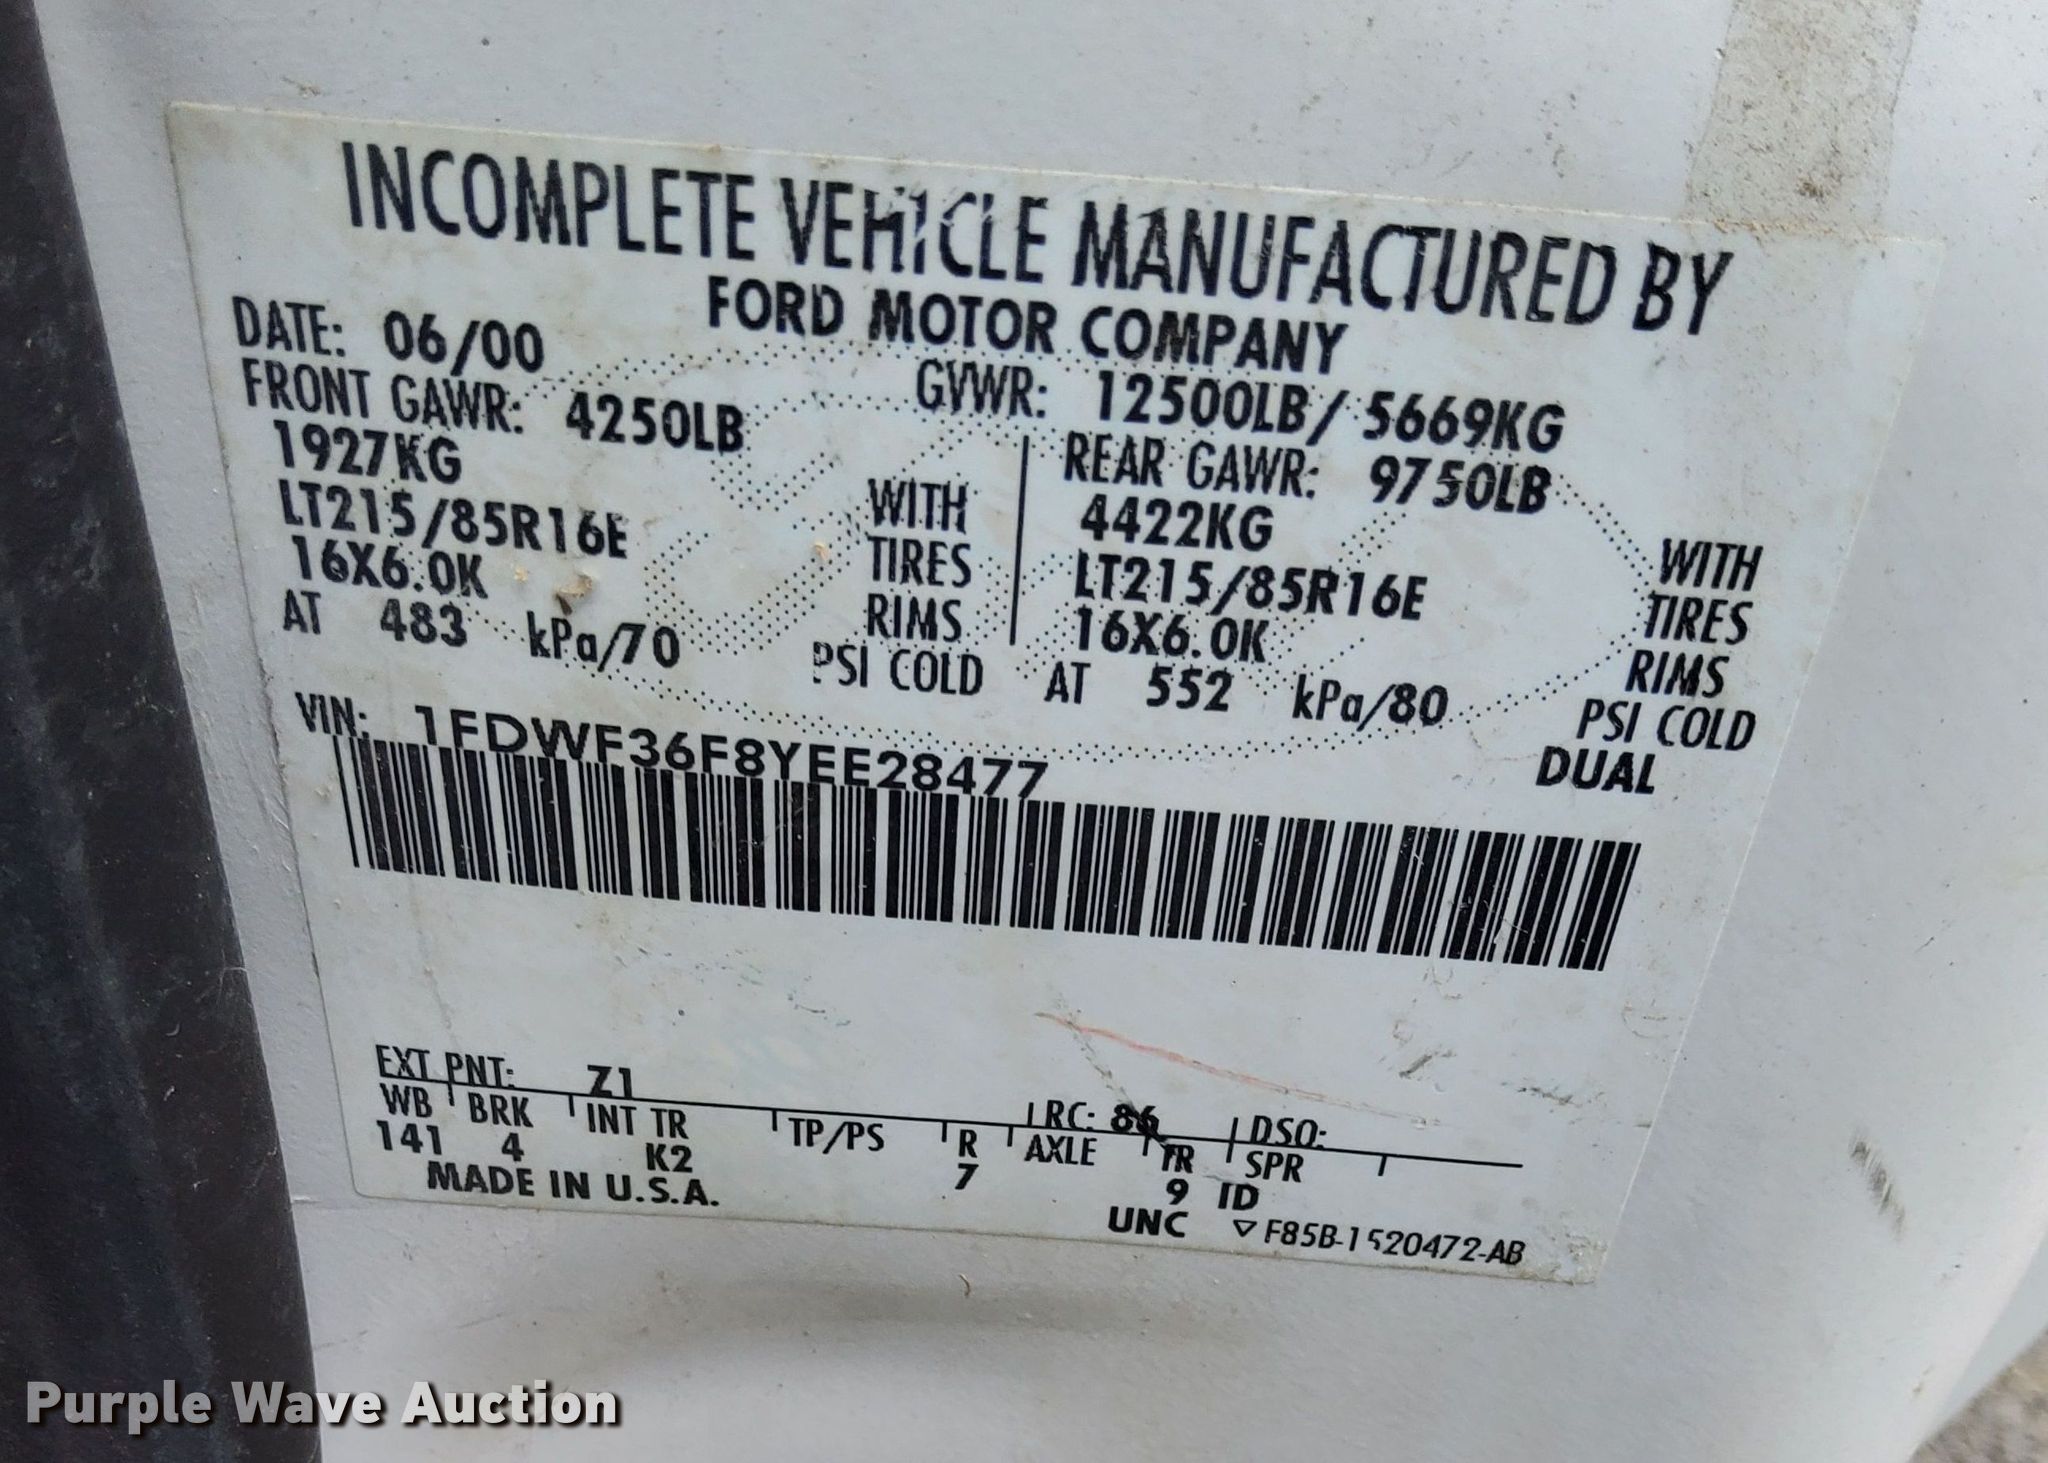 INCOMPLETE VEHICLE MANUFACTURED BY
FORD MOTOR COMPANY
DATE: 06/00 GVWR: 12500LB/ 5669KG
FRONT GAWR: 4250LB REAR GAWR: 9750LB
1927KG WITH 4422KG WITH
LT215/85R16E TIRES LT215/85R16E TIRES
16X6.0K RIMS 16X6.0K RIMS
AT 483 kPa/70 PSI COLD AT 552 kPa/80 PSI COLD
DUAL
VIN: 1FDWF36F8YEE28477
EXT PNT: Z1 RC: 86 DSO:
WB BRK INT TR TP/PS R AXLE TR SPR
141 4 K2 7 9 ID
MADE IN U.S.A. UNC ▽ F85B-1520472-AB
Purple Wave Auction